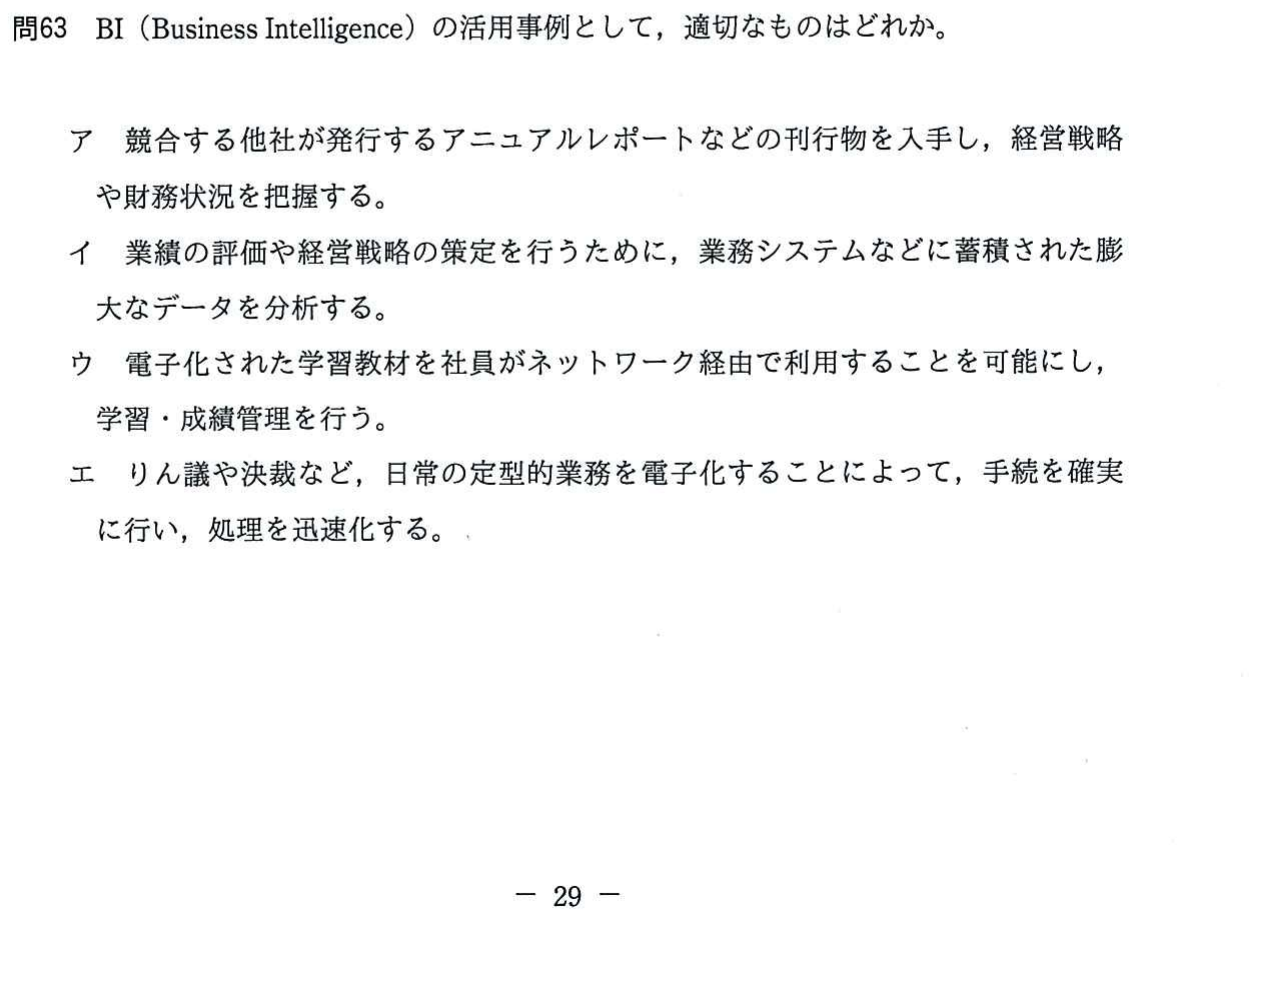 問63 BI（Business Intelligence）の活用事例として，適切なものはどれか。
ア 競合する他社が発行するアニュアルレポートなどの刊行物を入手し，経営戦略
や財務状況を把握する。
イ 業績の評価や経営戦略の策定を行うために，業務システムなどに蓄積された膨
大なデータを分析する。
ウ 電子化された学習教材を社員がネットワーク経由で利用することを可能にし，
学習・成績管理を行う。
エ りん議や決裁など，日常の定型的業務を電子化することによって，手続を確実
に行い，処理を迅速化する。
－ 29 －